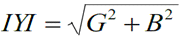 IYI = √G² + B²